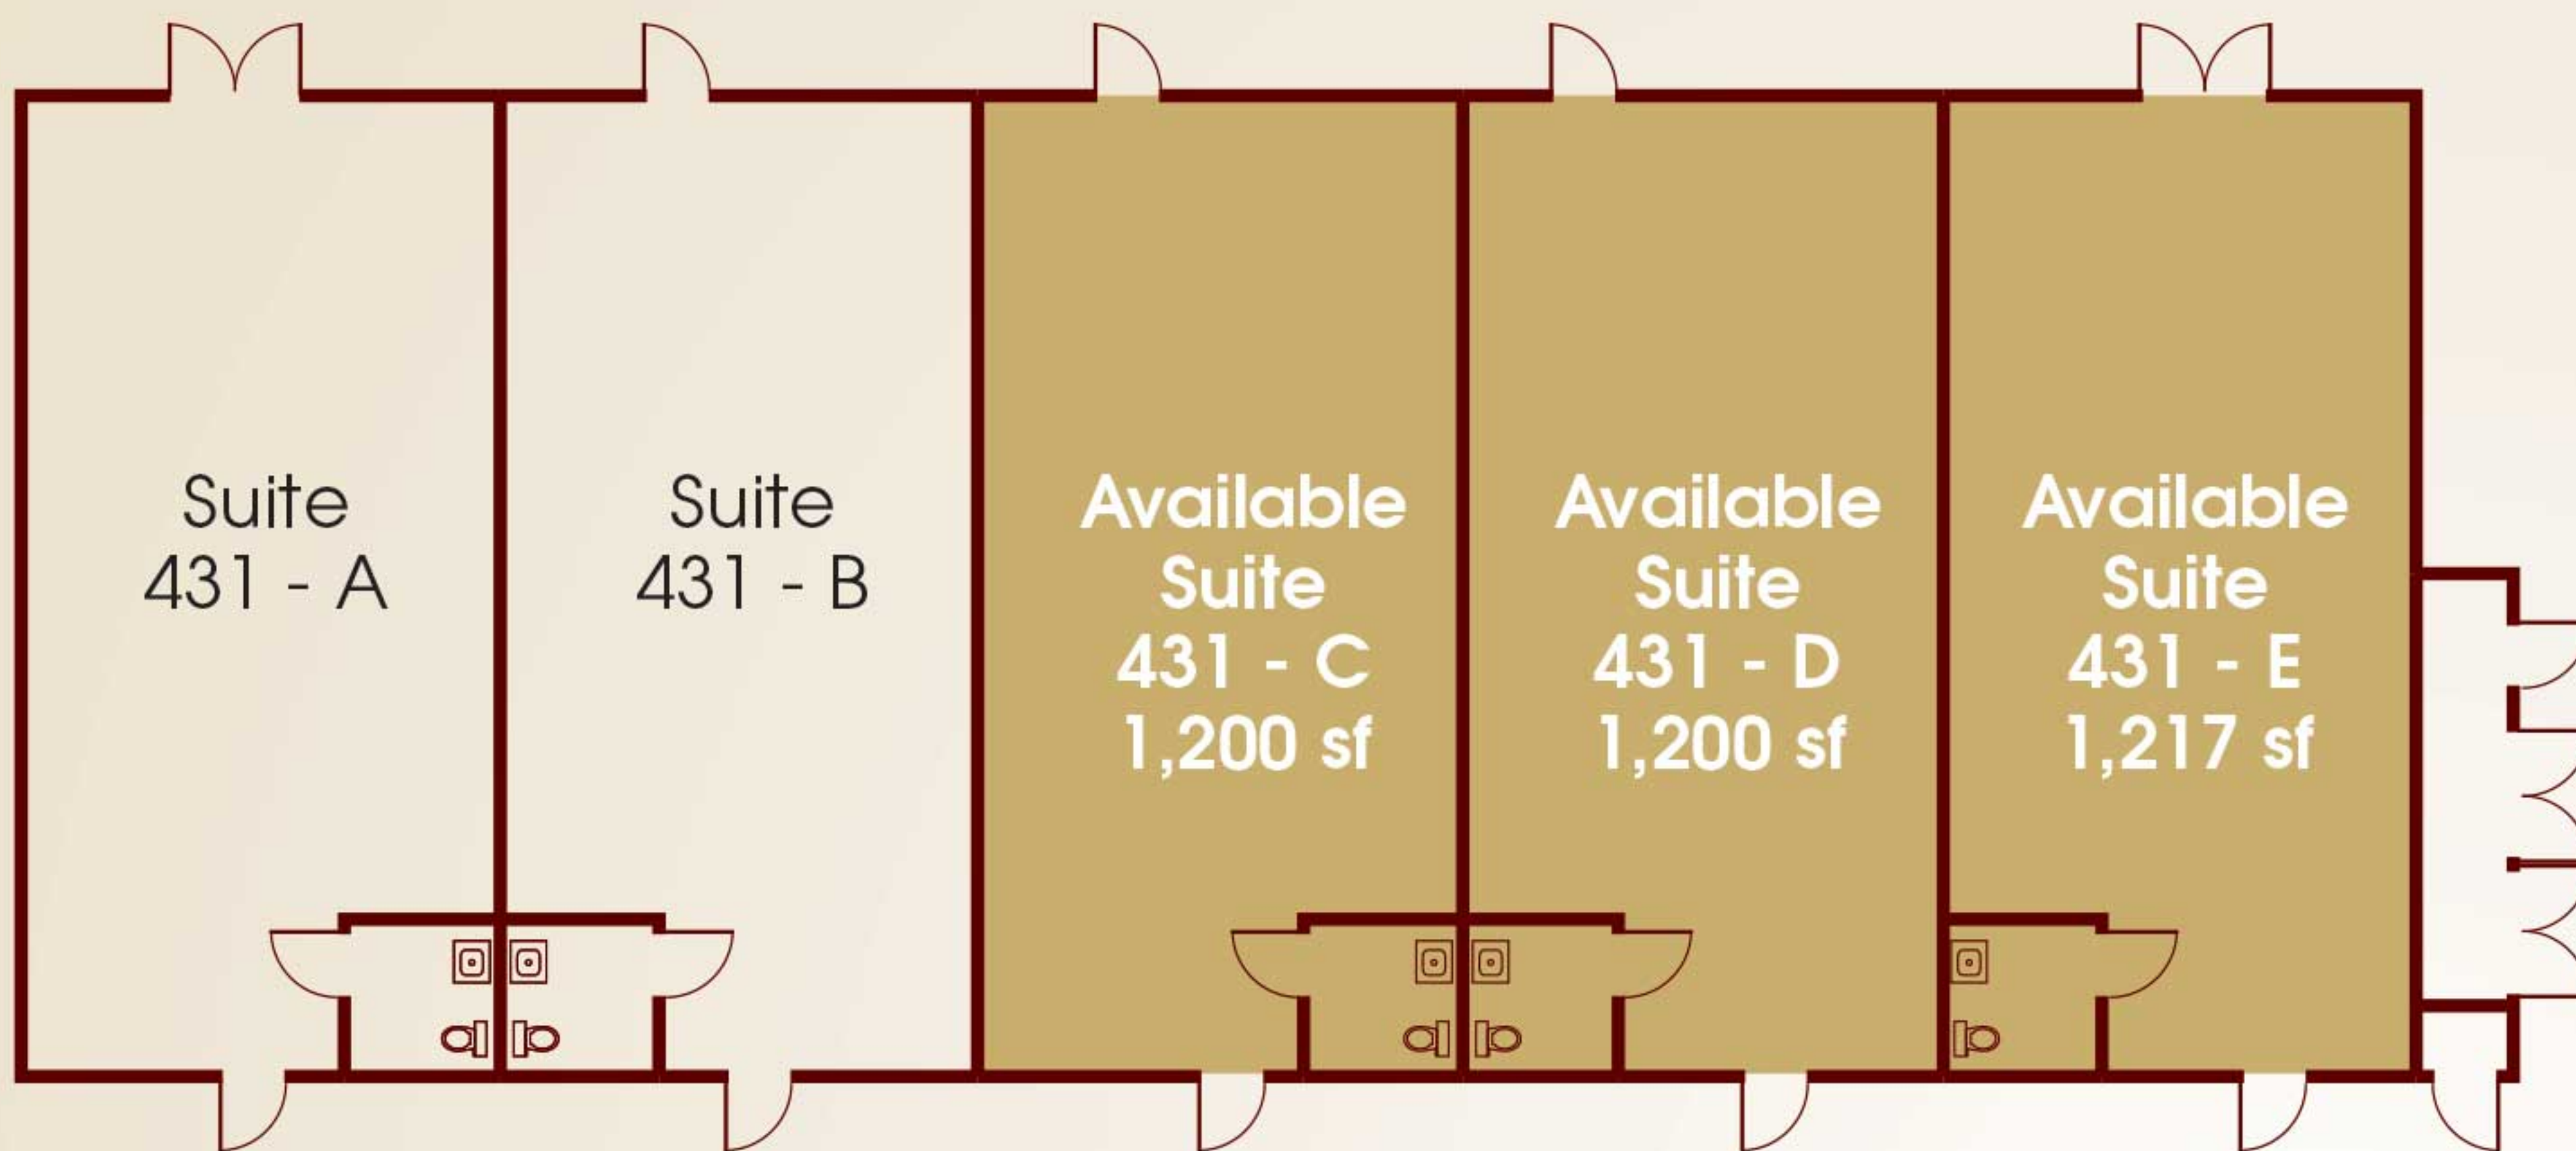 Suite
431 - A
Suite
431 - B
Available
Suite
431 - C
1,200 sf
Available
Suite
431 - D
1,200 sf
Available
Suite
431 - E
1,217 sf